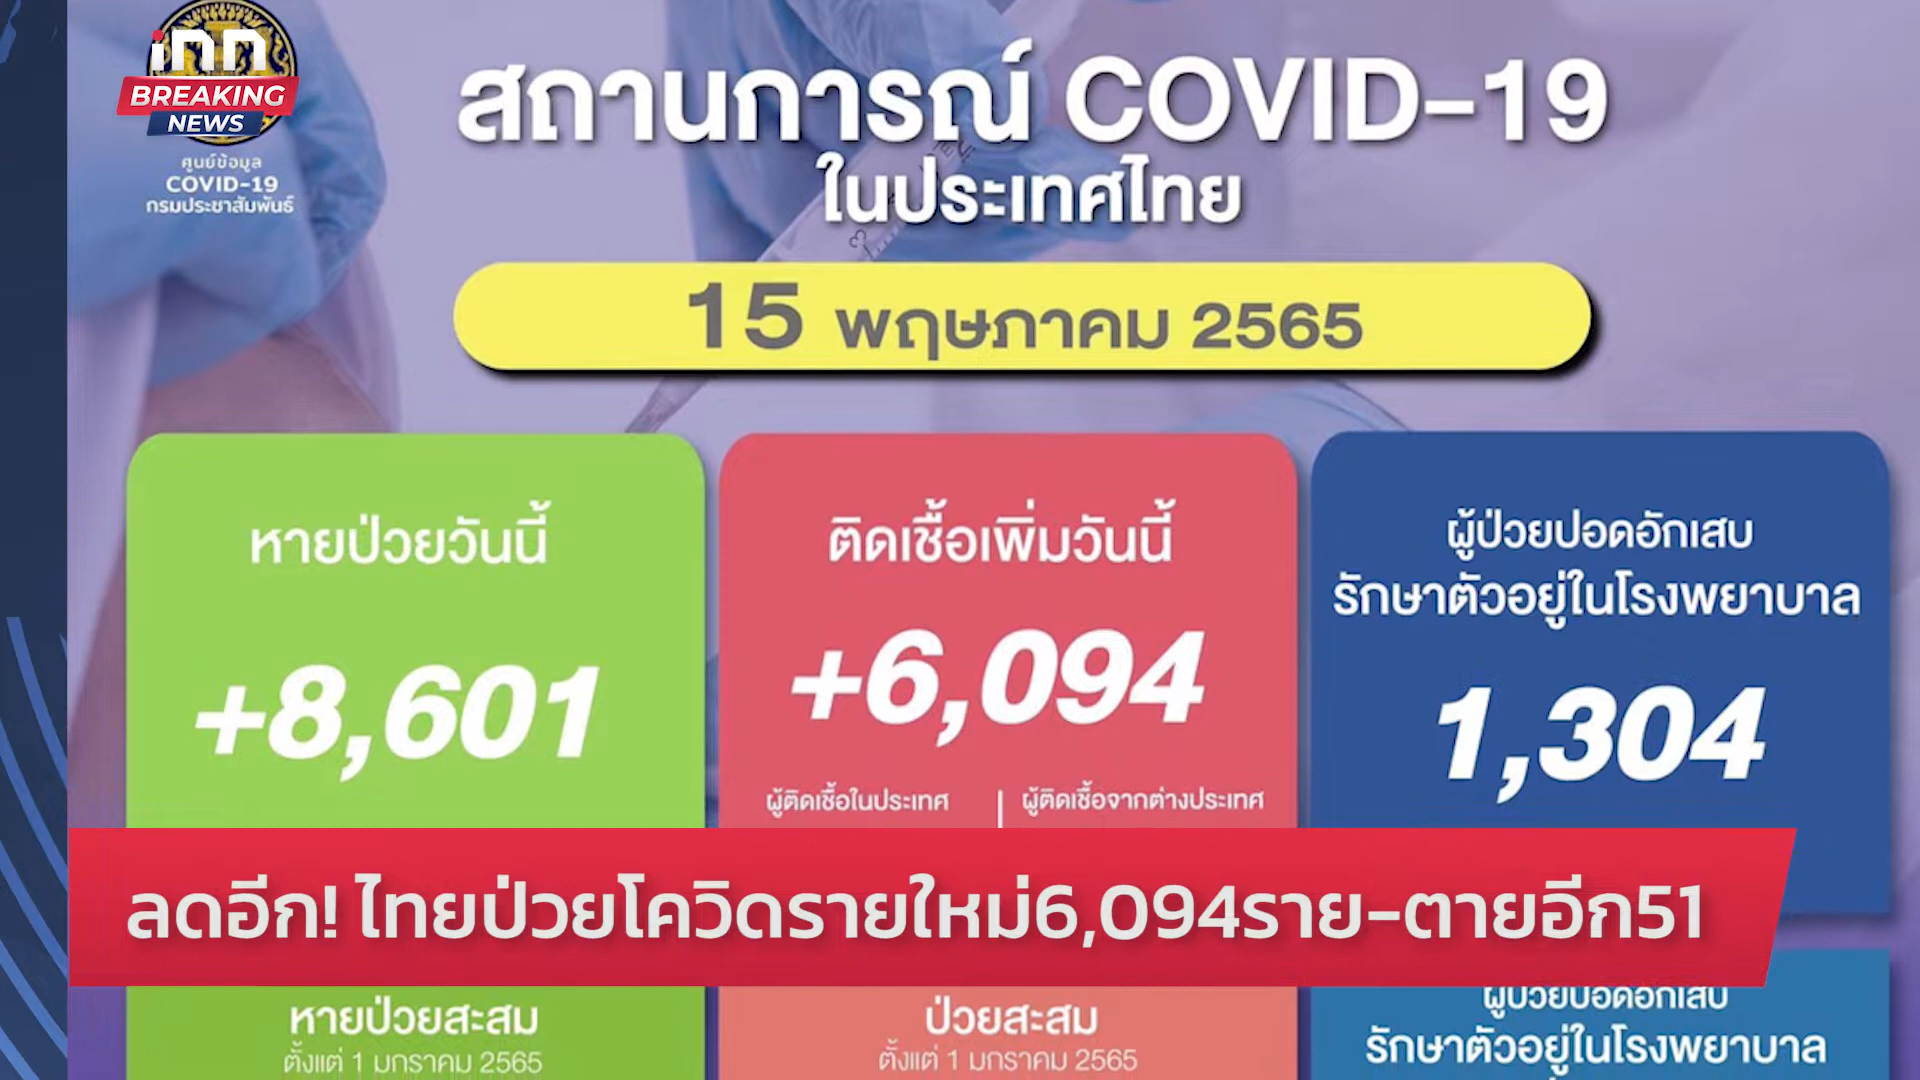 inn
BREAKING
NEWS
ศูนย์ข้อมูล
COVID-19
กรมประชาสัมพันธ์
สถานการณ์ COVID-19
ในประเทศไทย
15 พฤษภาคม 2565
หายป่วยวันนี้
+8,601
ติดเชื้อเพิ่มวันนี้
+6,094
ผู้ติดเชื้อในประเทศ
ผู้ติดเชื้อจากต่างประเทศ
ผู้ป่วยปอดอักเสบ
รักษาตัวอยู่ในโรงพยาบาล
1,304
ลดอีก! ไทยป่วยโควิดรายใหม่6,094ราย-ตายอีก51
หายป่วยสะสม
ตั้งแต่ 1 มกราคม 2565
ป่วยสะสม
ตั้งแต่ 1 มกราคม 2565
ผู้ป่วยปอดอักเสบ
รักษาตัวอยู่ในโรงพยาบาล